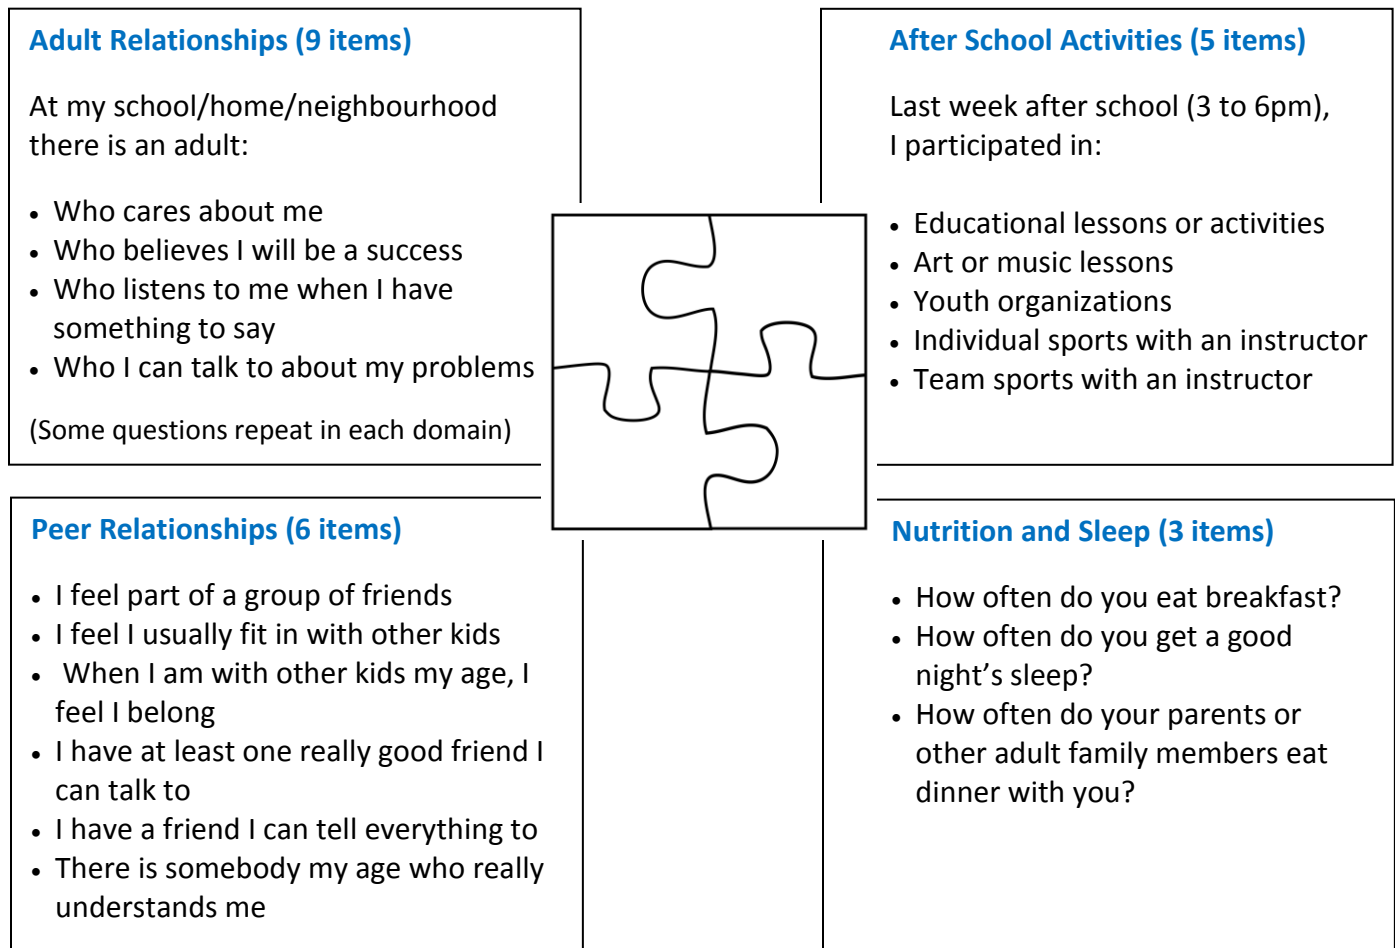 Adult Relationships (9 items)
At my school/home/neighbourhood
there is an adult:
• Who cares about me
• Who believes I will be a success
• Who listens to me when I have
something to say
• Who I can talk to about my problems
(Some questions repeat in each domain)
After School Activities (5 items)
Last week after school (3 to 6pm),
I participated in:
• Educational lessons or activities
• Art or music lessons
• Youth organizations
• Individual sports with an instructor
• Team sports with an instructor
Peer Relationships (6 items)
• I feel part of a group of friends
• I feel I usually fit in with other kids
• When I am with other kids my age, I
feel I belong
• I have at least one really good friend I
can talk to
• I have a friend I can tell everything to
• There is somebody my age who really
understands me
Nutrition and Sleep (3 items)
• How often do you eat breakfast?
• How often do you get a good
night’s sleep?
• How often do your parents or
other adult family members eat
dinner with you?